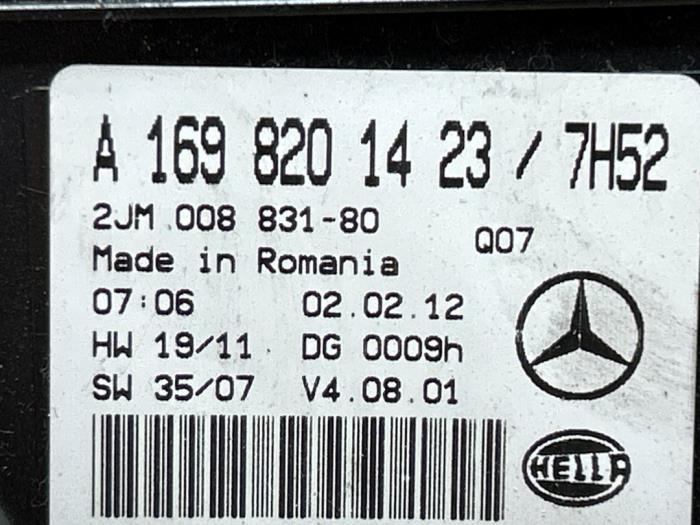 A 169 820 14 23 / 7H52
2JM 008 831-80
Q07
Made in Romania
07:06 02.02.12
HW 19/11 DG 0009h
SW 35/07 V4.08.01
HELLA